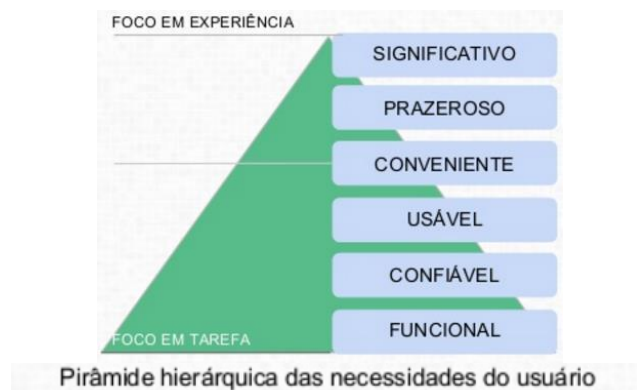 FOCO EM EXPERIÊNCIA
SIGNIFICATIVO
PRAZEROSO
CONVENIENTE
USÁVEL
CONFIÁVEL
FUNCIONAL
FOCO EM TAREFA
Pirâmide hierárquica das necessidades do usuário